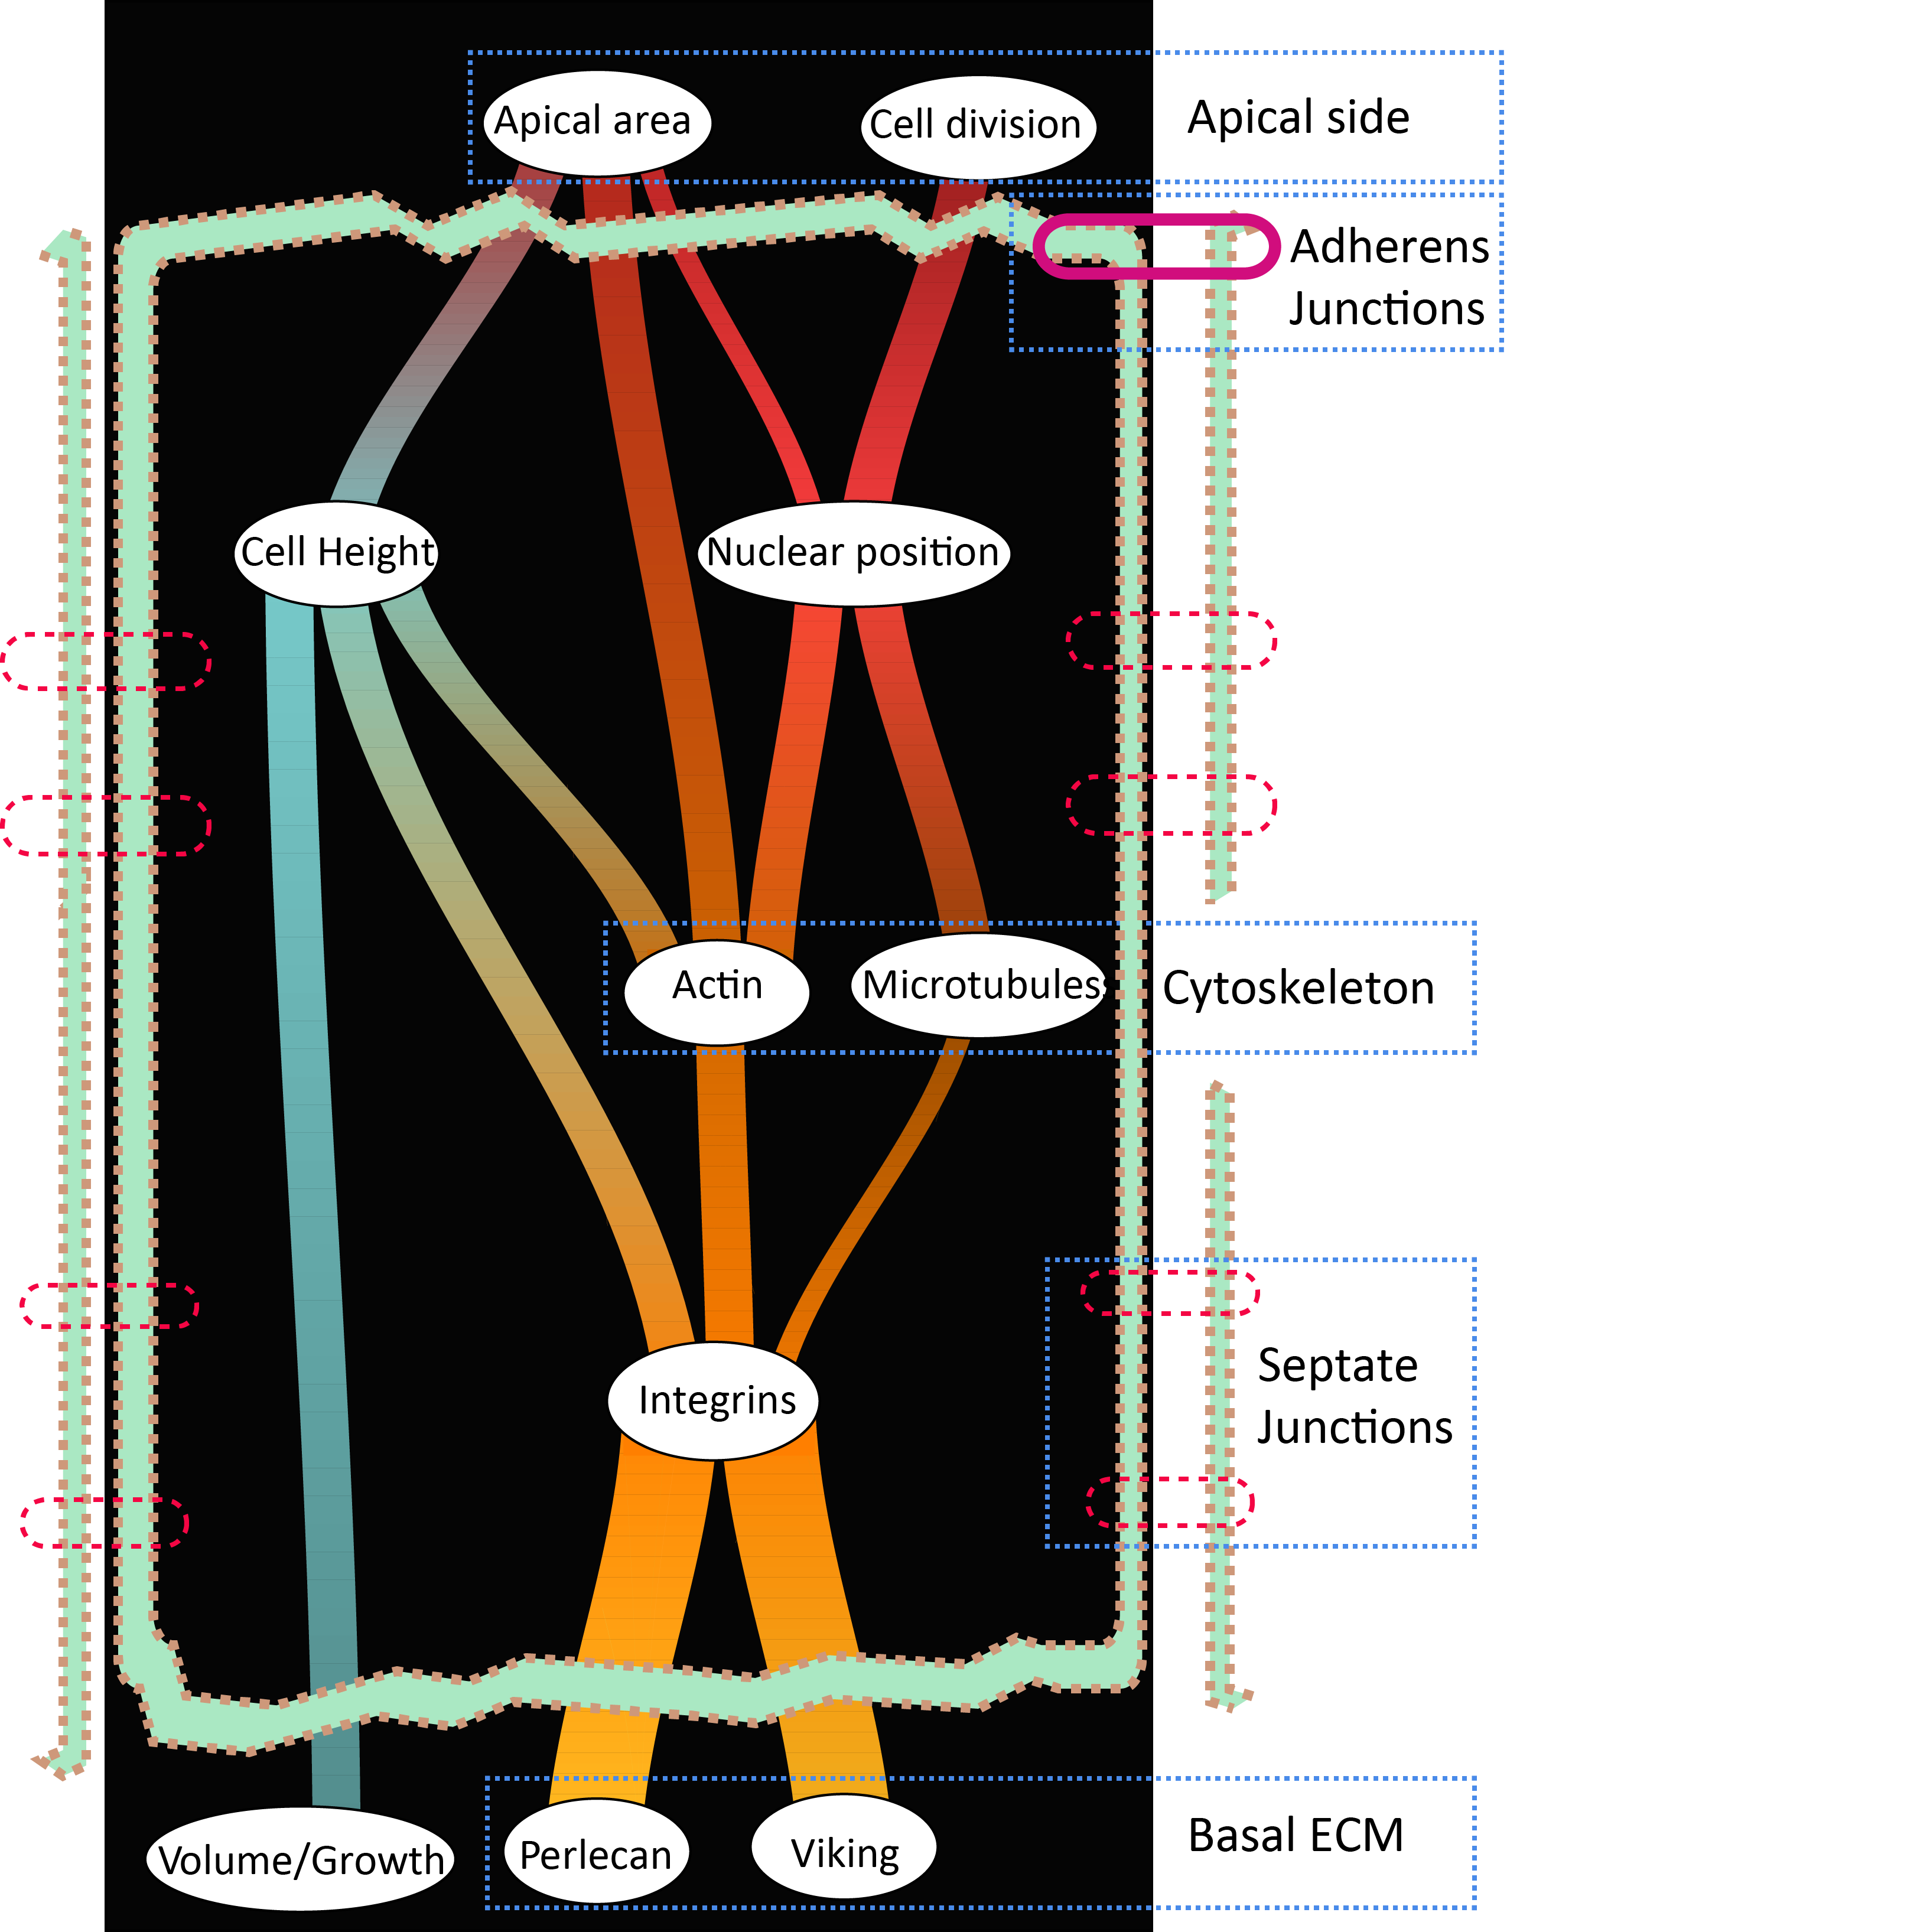 Apical area
Cell division
Apical side
Adherens
Junctions
Cell Height
Nuclear position
Actin
Microtubules
Cytoskeleton
Septate
Junctions
Integrins
Volume/Growth
Perlecan
Viking
Basal ECM